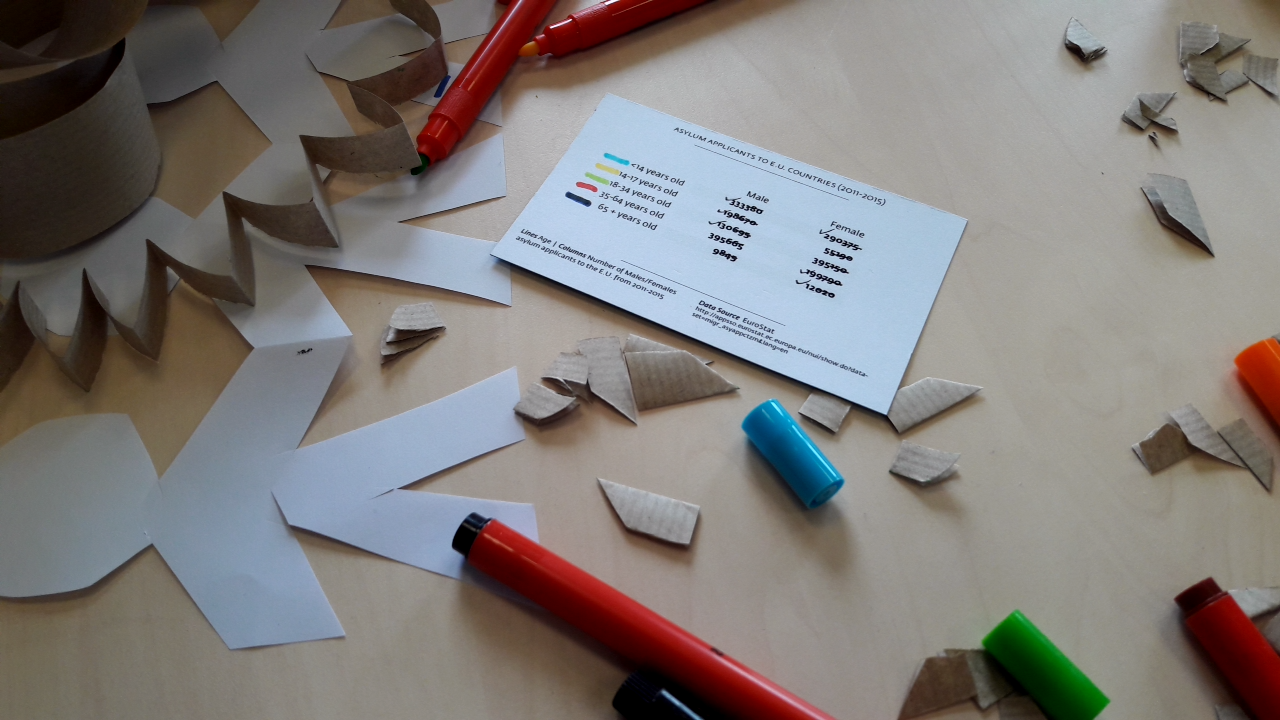 ASYLUM APPLICANTS TO E.U. COUNTRIES (2011-2015)
Male Female
<14 years old 333380 290375
14-17 years old 198670 55190
18-34 years old 130695 395150
35-64 years old 395665 199790
65 + years old 9895 12020
Lines Age | Columns Number of Males/Females
asylum applicants to the E.U. from 2011-2015
Data Source EuroStat
http://appsso.eurostat.ec.europa.eu/nui/show.do?data-
set=migr_asyappctzm&lang=en